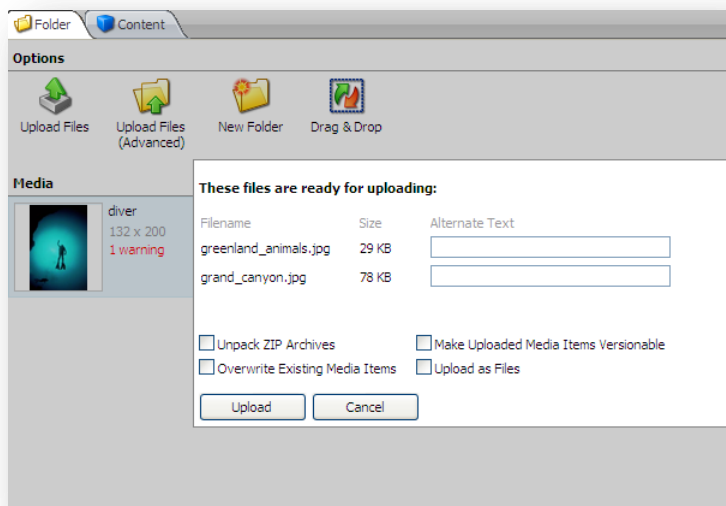 Folder Content
Options
Upload Files
Upload Files
(Advanced)
New Folder
Drag & Drop
Media
diver
132 x 200
1 warning
These files are ready for uploading:
Filename Size Alternate Text
greenland_animals.jpg 29 KB
grand_canyon.jpg 78 KB
Unpack ZIP Archives Make Uploaded Media Items Versionable
Overwrite Existing Media Items Upload as Files
Upload Cancel